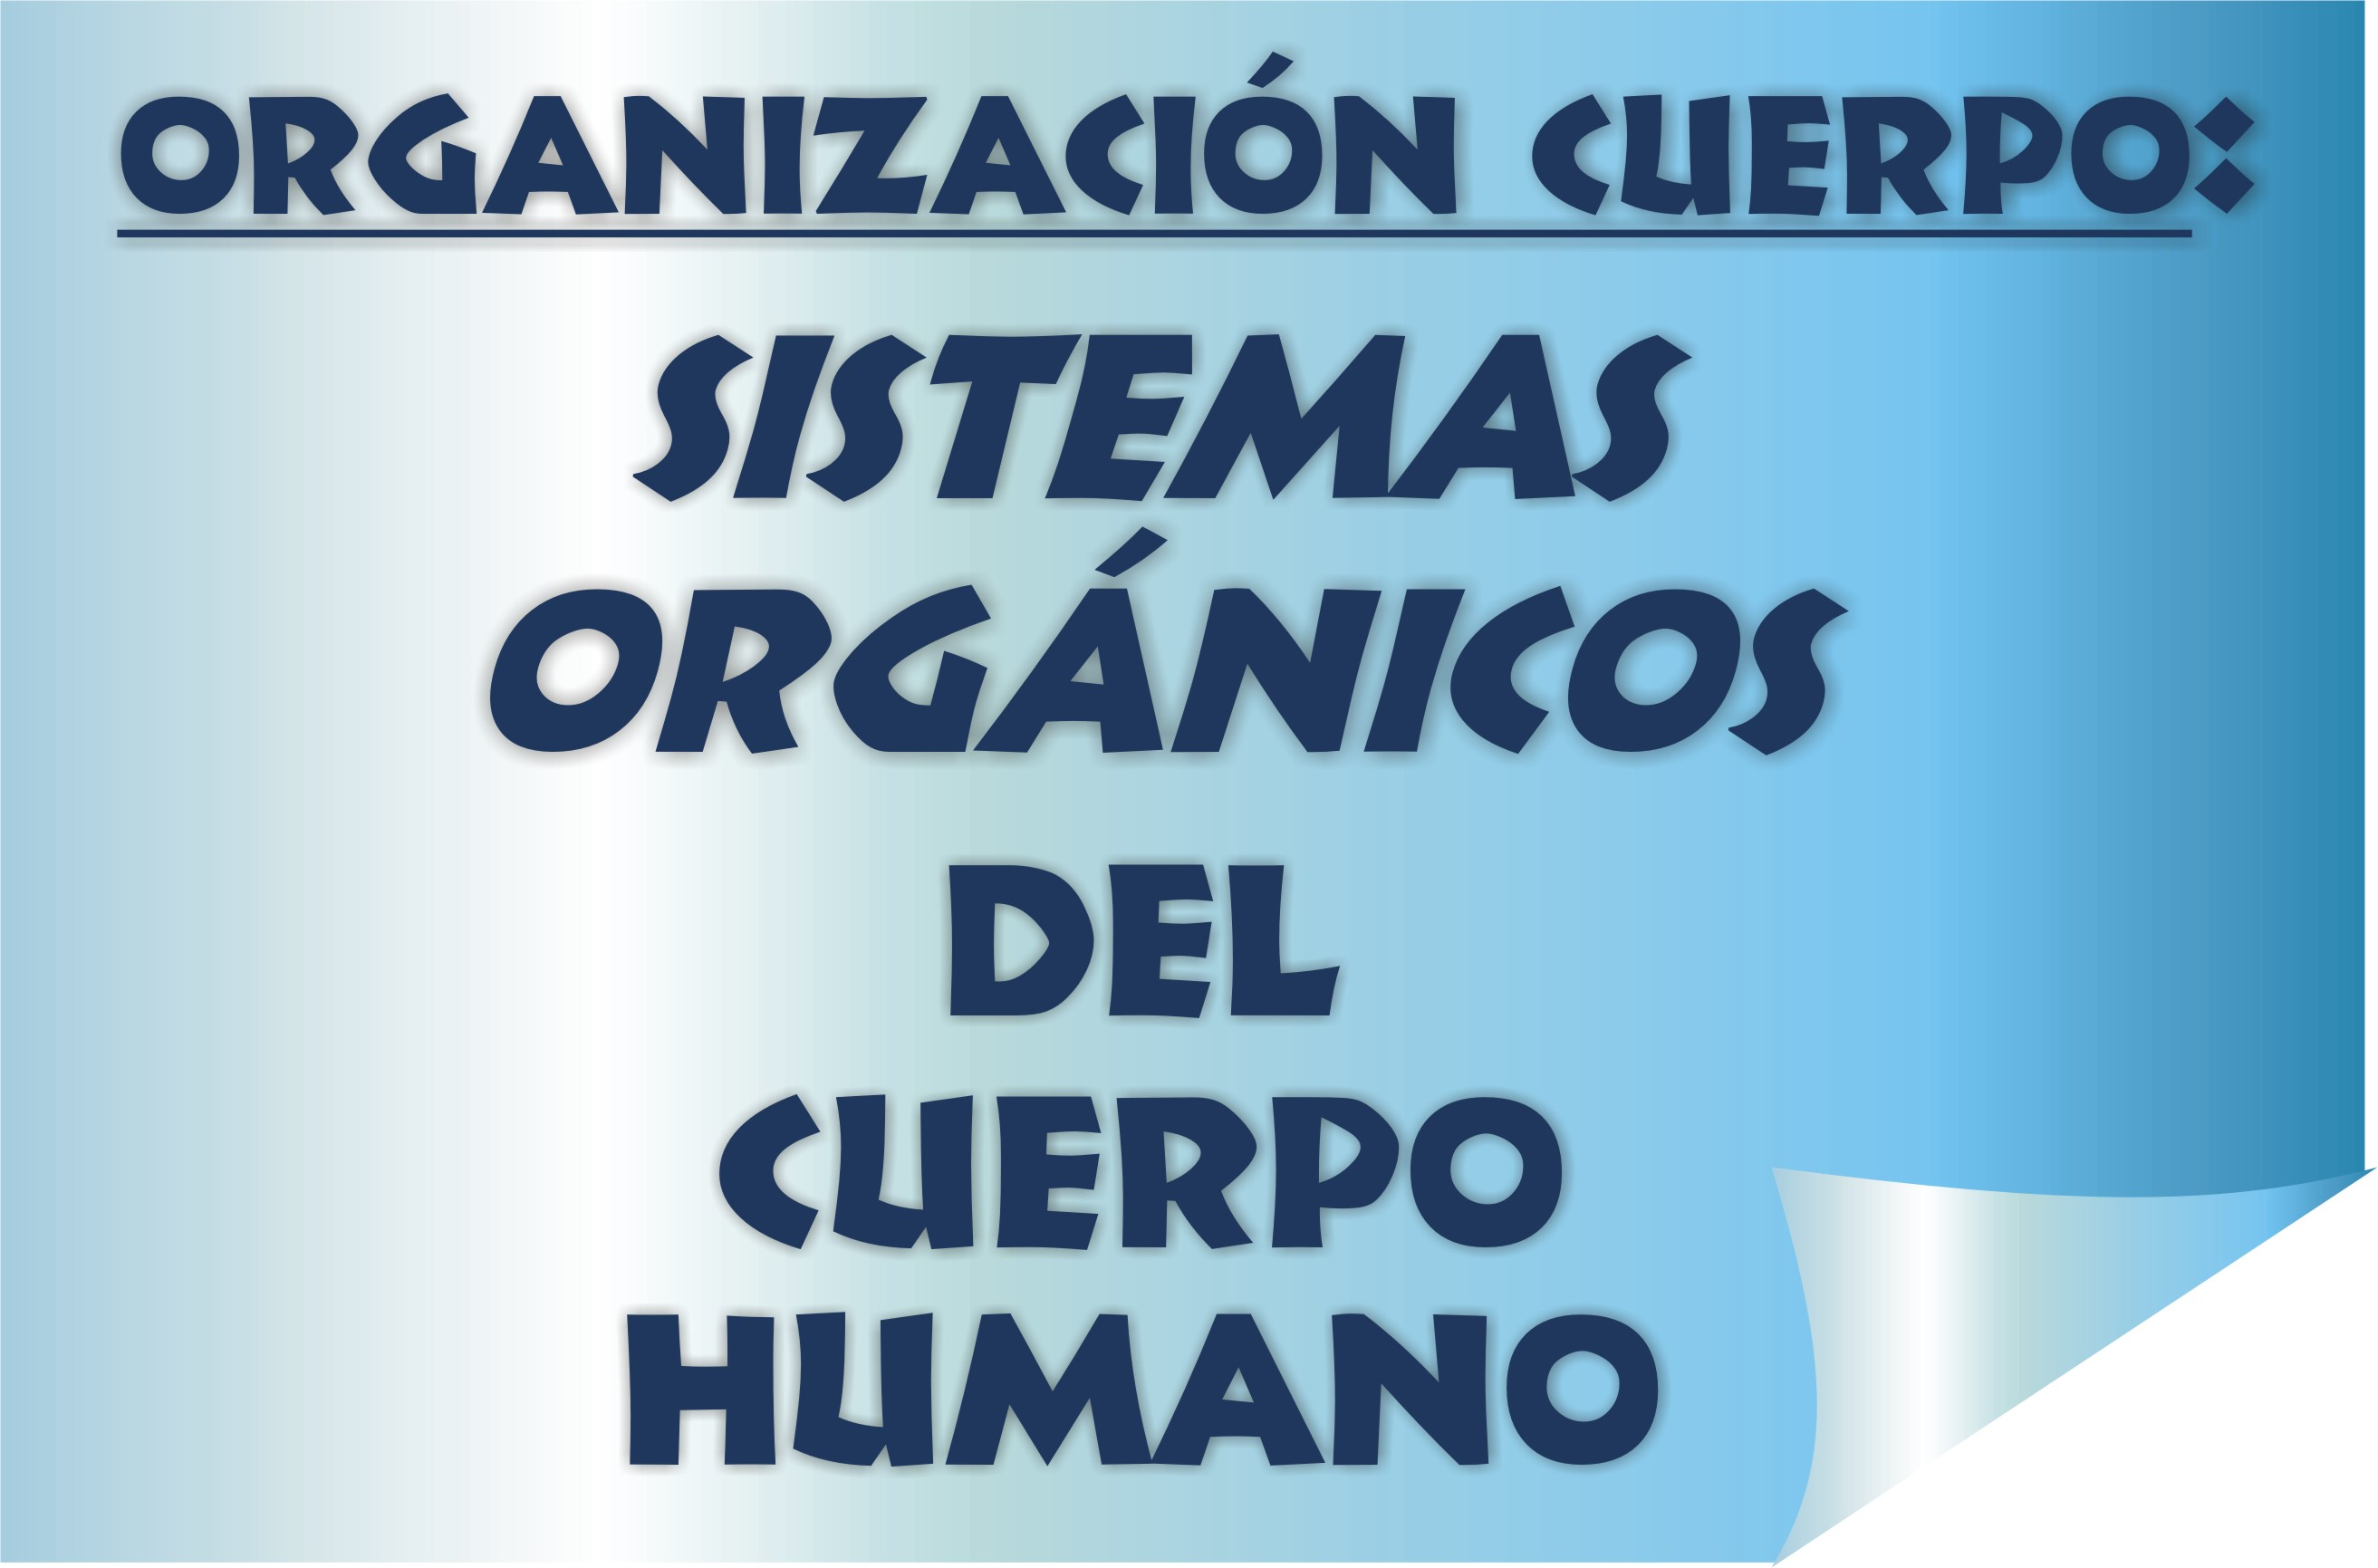 ORGANIZACIÓN CUERPO:
SISTEMAS
ORGÁNICOS
DEL
CUERPO
HUMANO